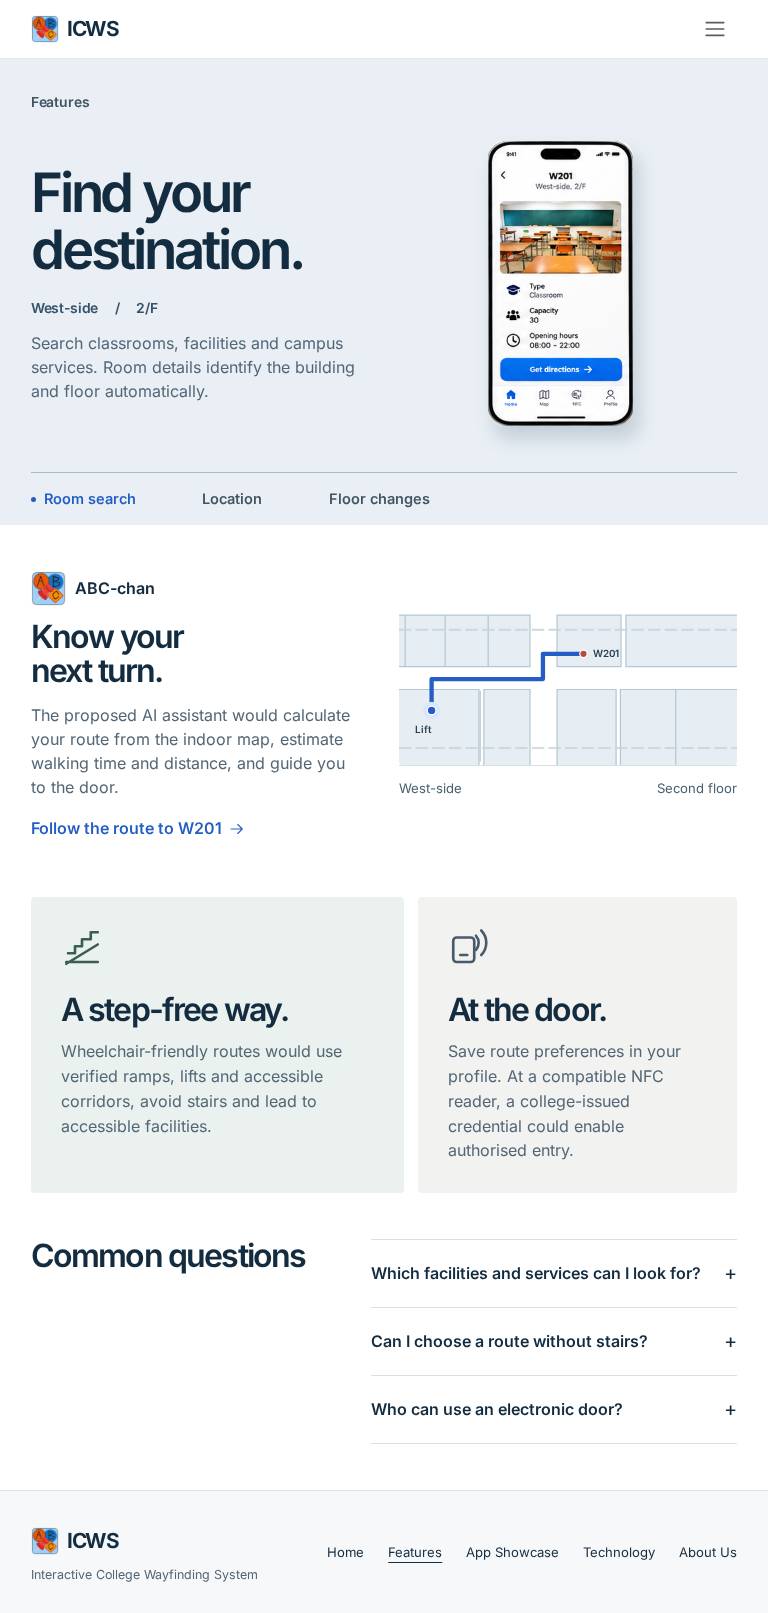 ICWS
Features
Find your
destination.
West-side / 2/F
Search classrooms, facilities and campus
services. Room details identify the building
and floor automatically.
9:41
W201
West-side, 2/F
Type
Classroom
Capacity
30
Opening hours
08:00 - 22:00
Get directions →
Home Map NFC Profile
Room search Location Floor changes
A B C
ABC-chan
Know your
next turn.
The proposed AI assistant would calculate
your route from the indoor map, estimate
walking time and distance, and guide you
to the door.
Follow the route to W201 →
W201
Lift
West-side Second floor
A step-free way.
Wheelchair-friendly routes would use
verified ramps, lifts and accessible
corridors, avoid stairs and lead to
accessible facilities.
At the door.
Save route preferences in your
profile. At a compatible NFC
reader, a college-issued
credential could enable
authorised entry.
Common questions
Which facilities and services can I look for? +
Can I choose a route without stairs? +
Who can use an electronic door? +
ICWS
Interactive College Wayfinding System
Home Features App Showcase Technology About Us